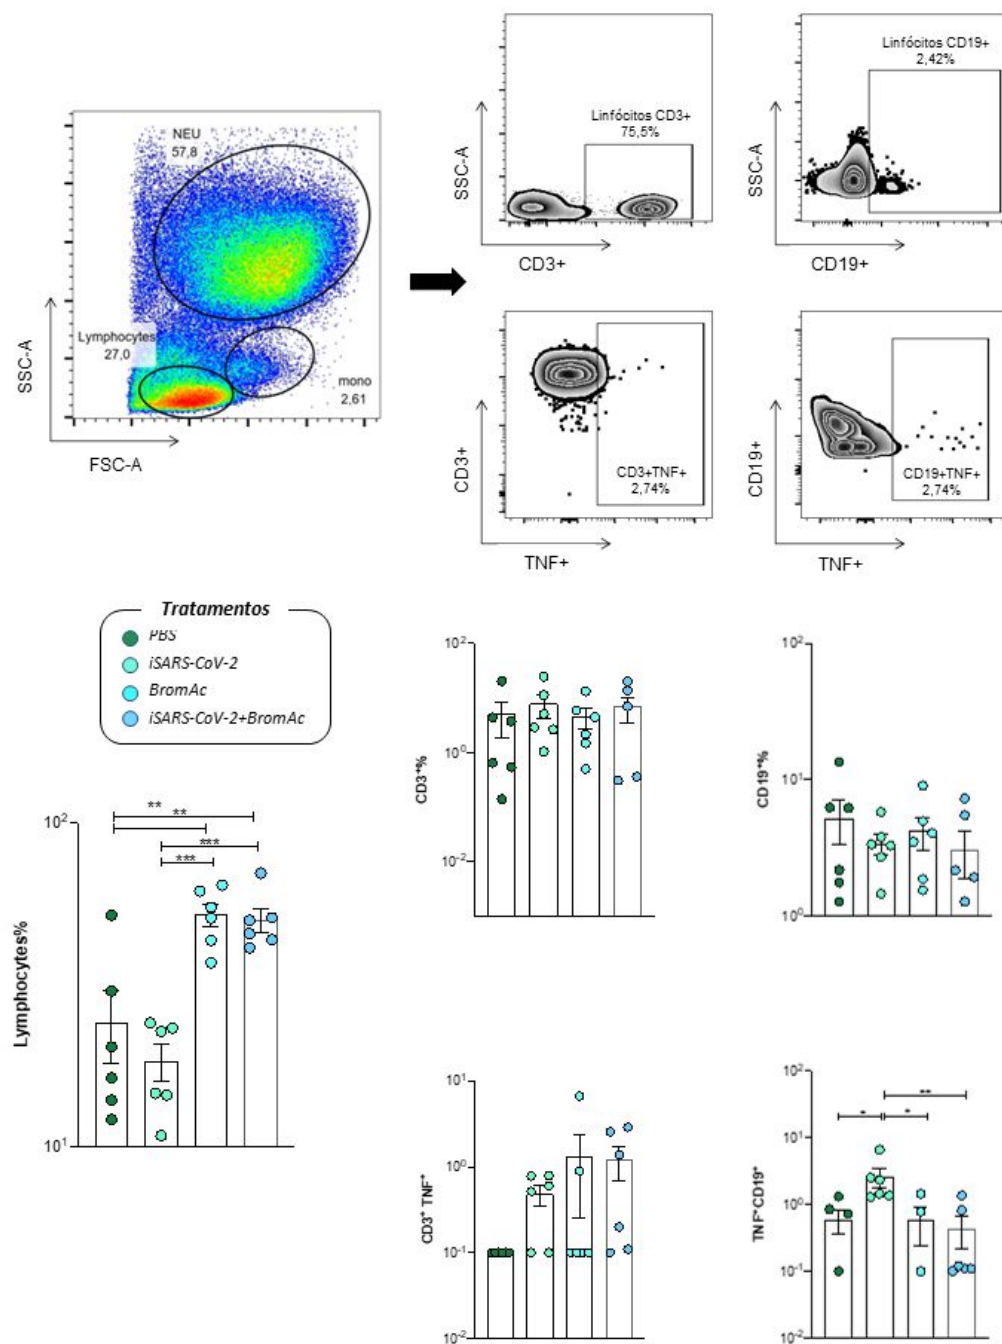 NEU
57,8
Lymphocytes
27,0
mono
2,61
SSC-A
FSC-A
Linfócitos CD3+
75,5%
SSC-A
CD3+
Linfócitos CD19+
2,42%
SSC-A
CD19+
CD3+TNF+
2,74%
CD3+
TNF+
CD19+TNF+
2,74%
CD19+
TNF+
Tratamentos
PBS
iSARS-CoV-2
BromAc
iSARS-CoV-2+BromAc
10²
10¹
Lymphocytes%
**
**
***
***
10²
10⁰
10⁻²
CD3⁺%
10²
10¹
10⁰
CD19⁺%
10¹
10⁰
10⁻¹
10⁻²
CD3⁺ TNF⁺
10²
10¹
10⁰
10⁻¹
10⁻²
TNF⁺CD19⁺
**
*
*